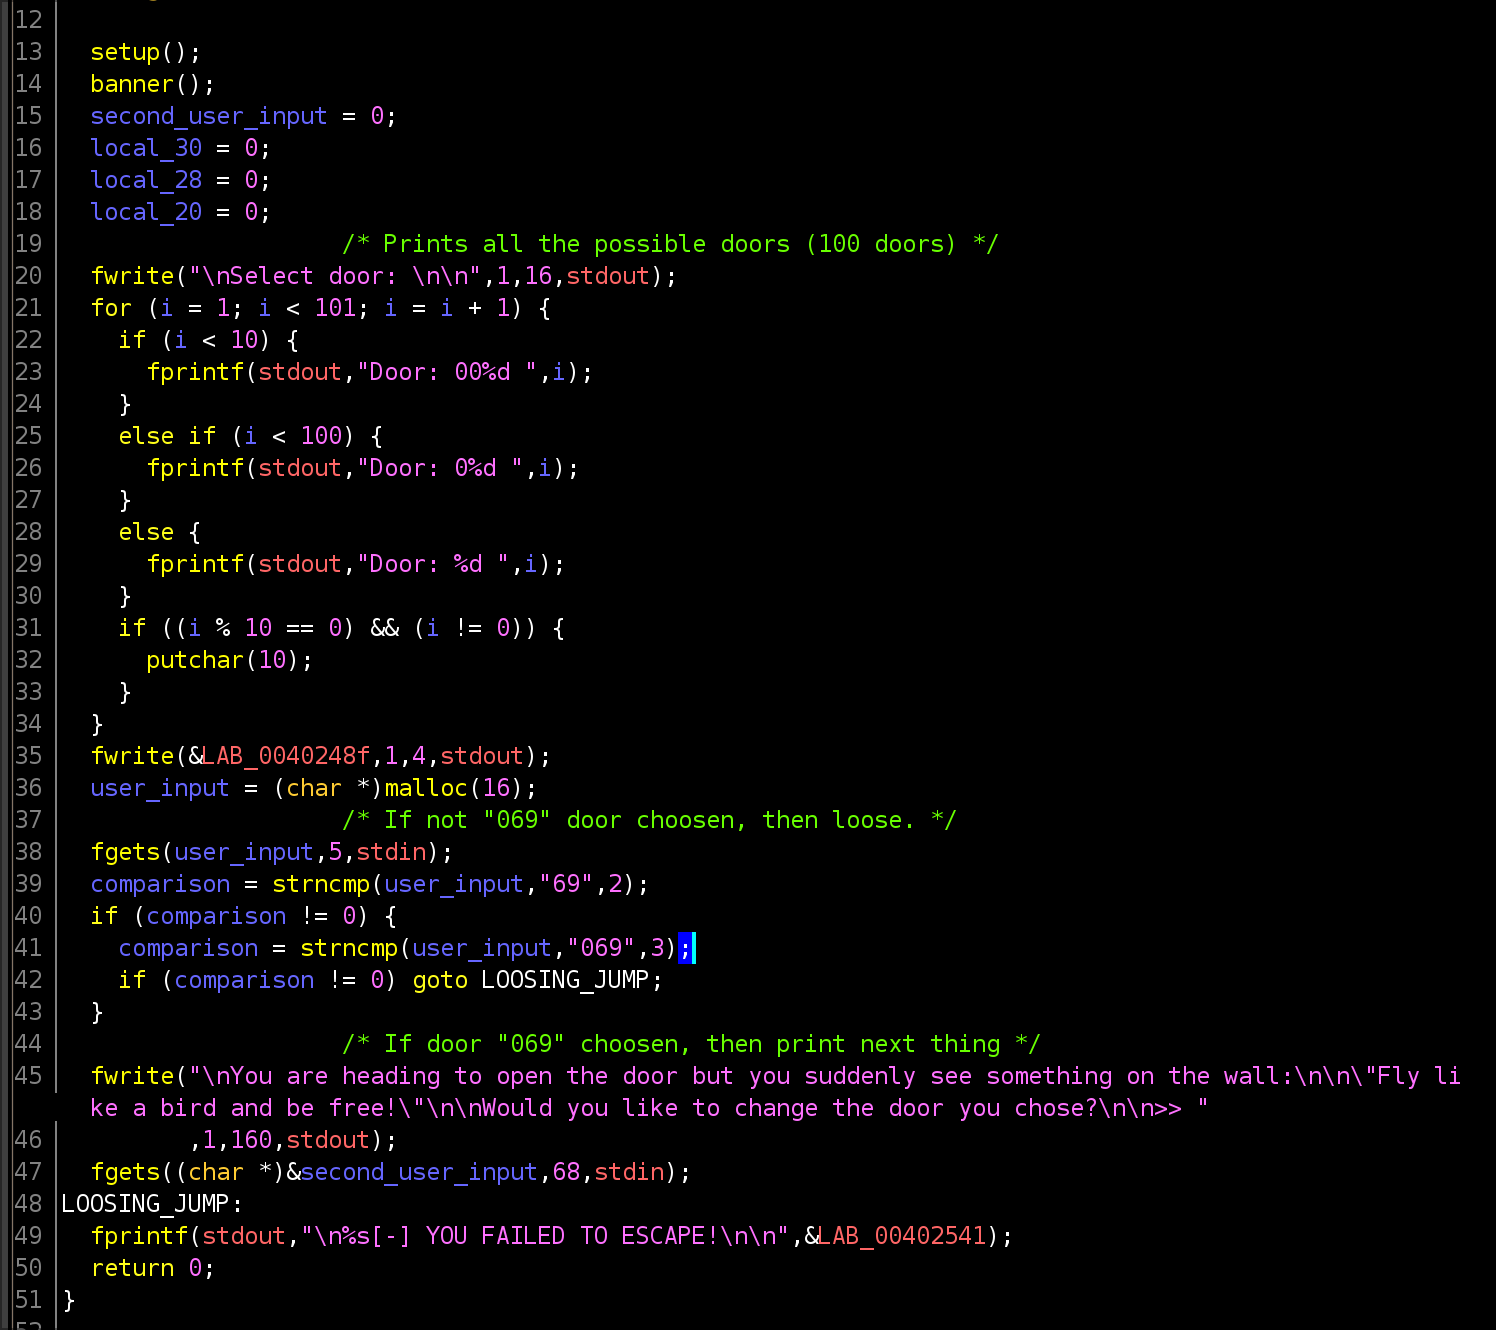 12
13 setup();
14 banner();
15 second_user_input = 0;
16 local_30 = 0;
17 local_28 = 0;
18 local_20 = 0;
19 /* Prints all the possible doors (100 doors) */
20 fwrite("\nSelect door: \n\n",1,16,stdout);
21 for (i = 1; i < 101; i = i + 1) {
22 if (i < 10) {
23 fprintf(stdout,"Door: 00%d ",i);
24 }
25 else if (i < 100) {
26 fprintf(stdout,"Door: 0%d ",i);
27 }
28 else {
29 fprintf(stdout,"Door: %d ",i);
30 }
31 if ((i % 10 == 0) && (i != 0)) {
32 putchar(10);
33 }
34 }
35 fwrite(&LAB_0040248f,1,4,stdout);
36 user_input = (char *)malloc(16);
37 /* If not "069" door choosen, then loose. */
38 fgets(user_input,5,stdin);
39 comparison = strncmp(user_input,"69",2);
40 if (comparison != 0) {
41 comparison = strncmp(user_input,"069",3);
42 if (comparison != 0) goto LOOSING_JUMP;
43 }
44 /* If door "069" choosen, then print next thing */
45 fwrite("\nYou are heading to open the door but you suddenly see something on the wall:\n\n\"Fly li
ke a bird and be free!\"\n\nWould you like to change the door you chose?\n\n>> "
46 ,1,160,stdout);
47 fgets((char *)&second_user_input,68,stdin);
48 LOOSING_JUMP:
49 fprintf(stdout,"\n%s[-] YOU FAILED TO ESCAPE!\n\n",&LAB_00402541);
50 return 0;
51 }